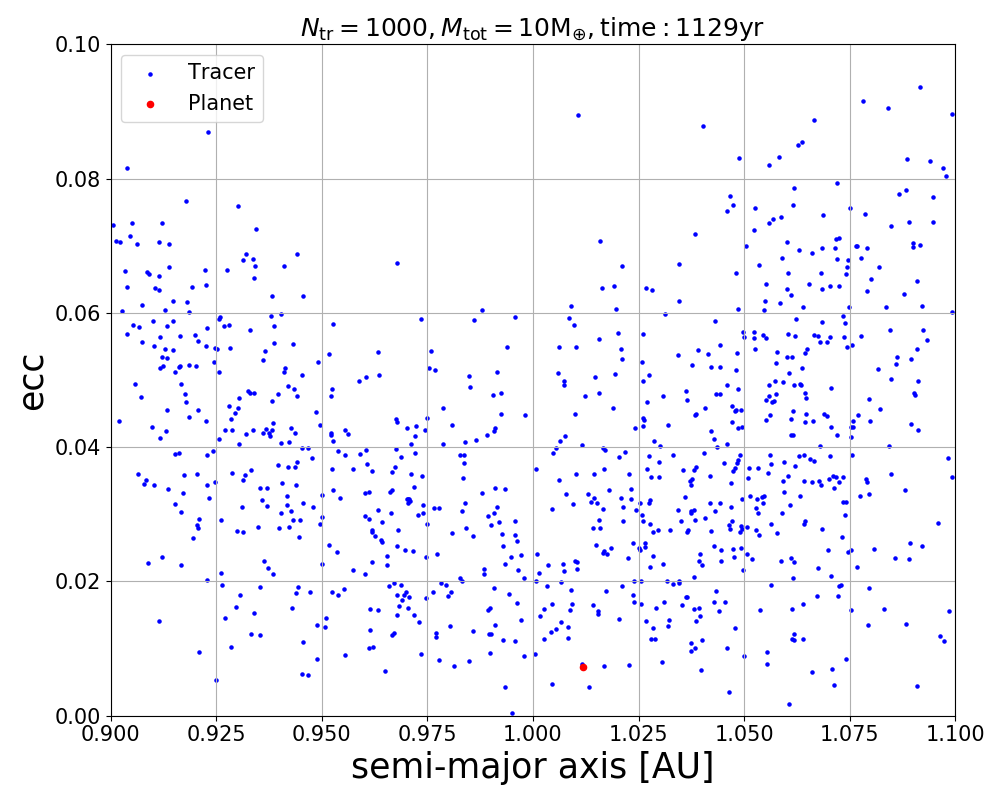 N_tr = 1000, M_tot = 10M_⊕, time : 1129yr
Tracer
Planet
ecc
0.10
0.08
0.06
0.04
0.02
0.00
0.900 0.925 0.950 0.975 1.000 1.025 1.050 1.075 1.100
semi-major axis [AU]